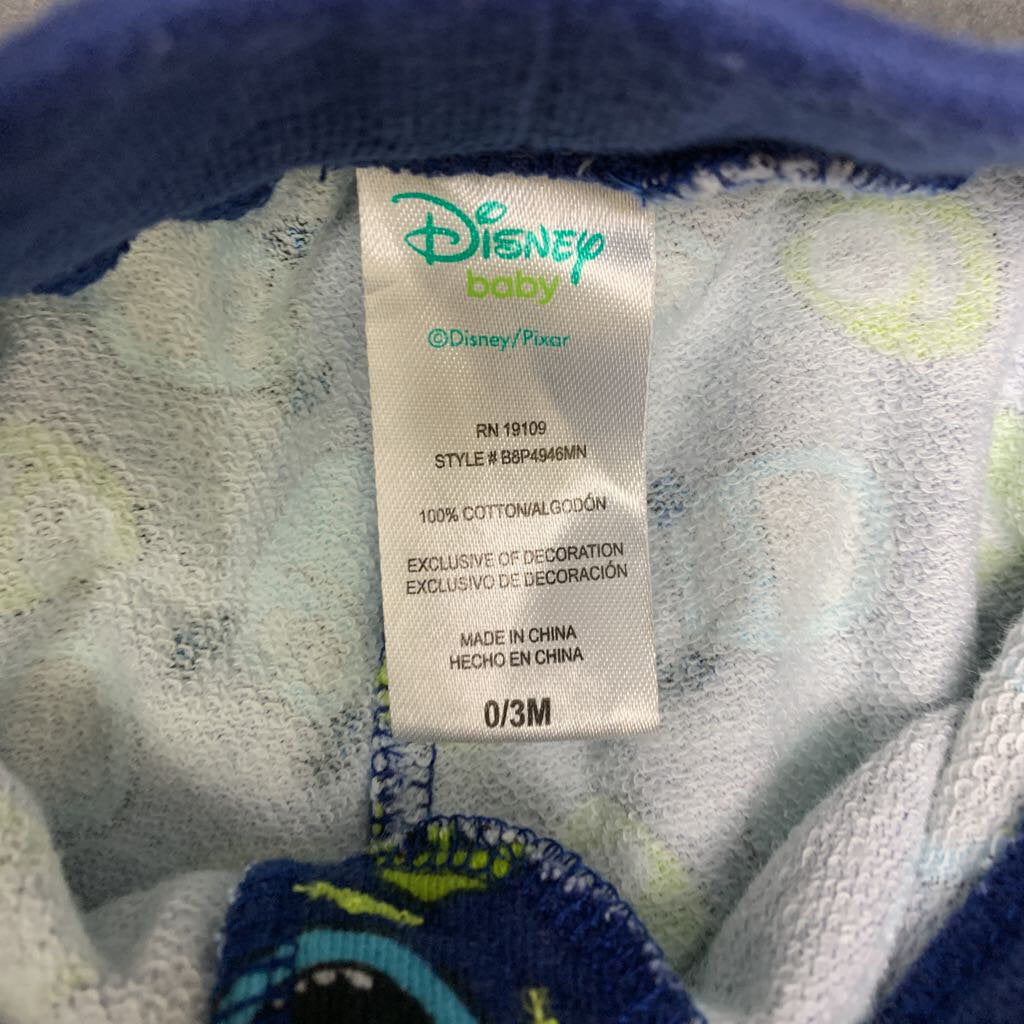 Disney
baby
©Disney/Pixar
RN 19109
STYLE # B8P4946MN
100% COTTON/ALGODÓN
EXCLUSIVE OF DECORATION
EXCLUSIVO DE DECORACIÓN
MADE IN CHINA
HECHO EN CHINA
0/3M